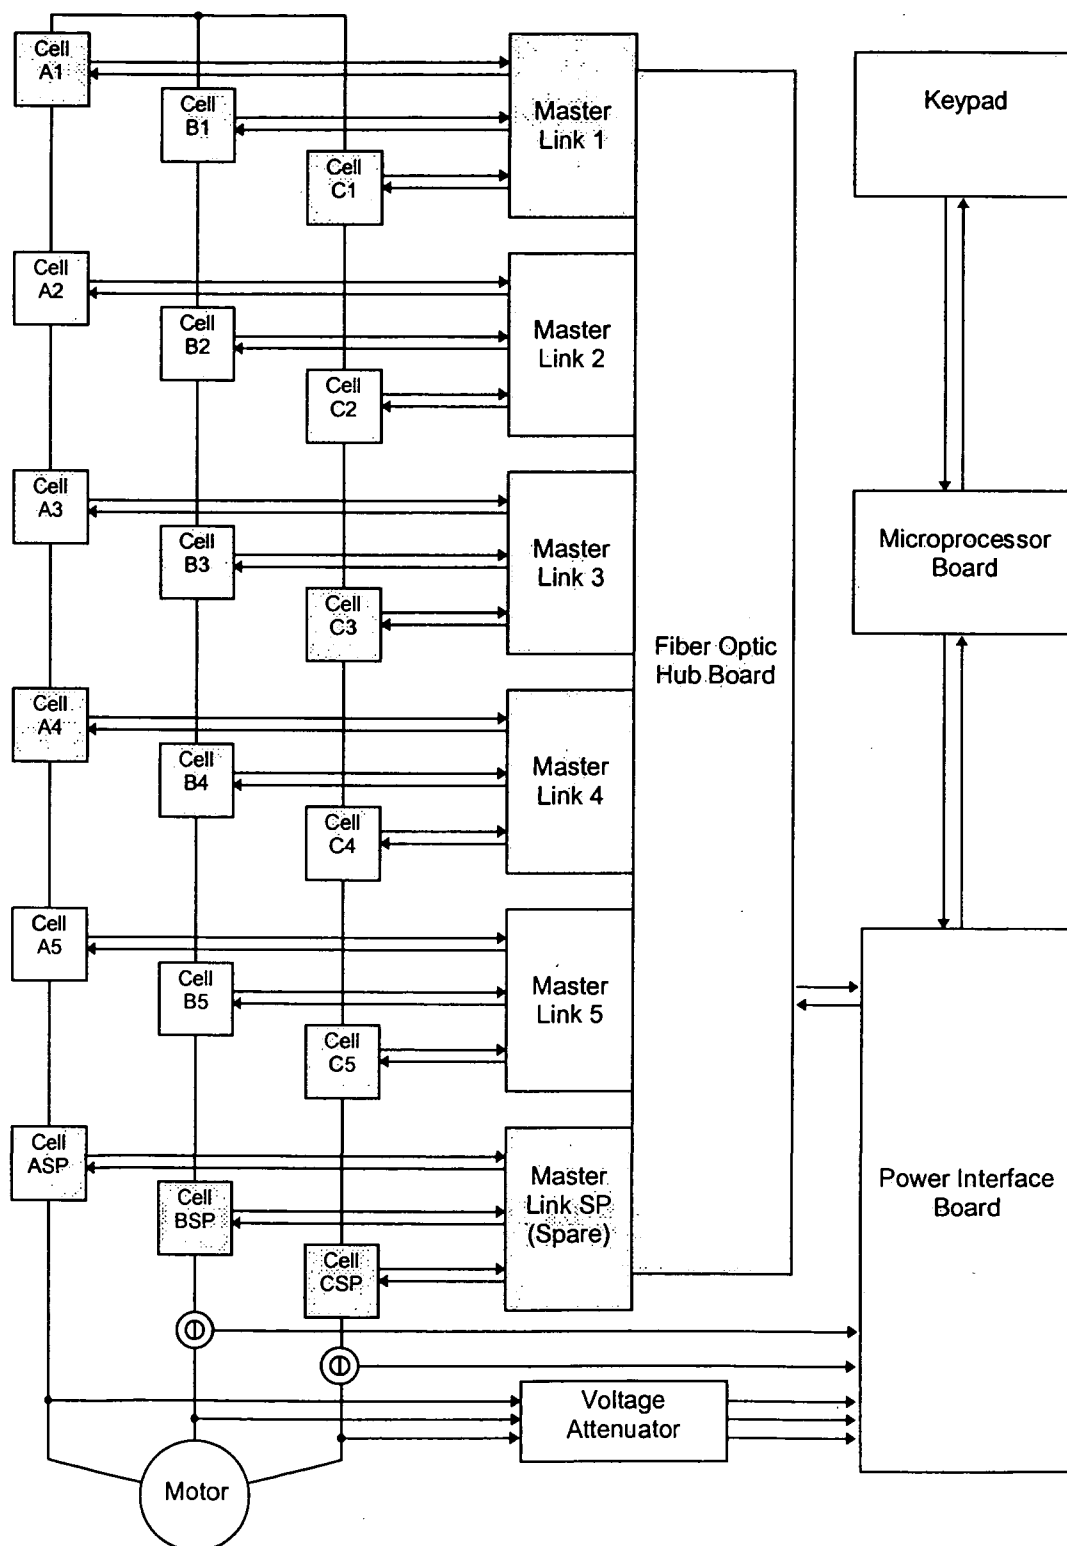 Cell
A1
Cell
B1
Cell
C1
Master
Link 1
Keypad
Cell
A2
Cell
B2
Cell
C2
Master
Link 2
Cell
A3
Cell
B3
Cell
C3
Master
Link 3
Microprocessor
Board
Fiber Optic
Hub Board
Cell
A4
Cell
B4
Cell
C4
Master
Link 4
Cell
A5
Cell
B5
Cell
C5
Master
Link 5
Cell
ASP
Cell
BSP
Cell
CSP
Master
Link SP
(Spare)
Power Interface
Board
Voltage
Attenuator
Motor